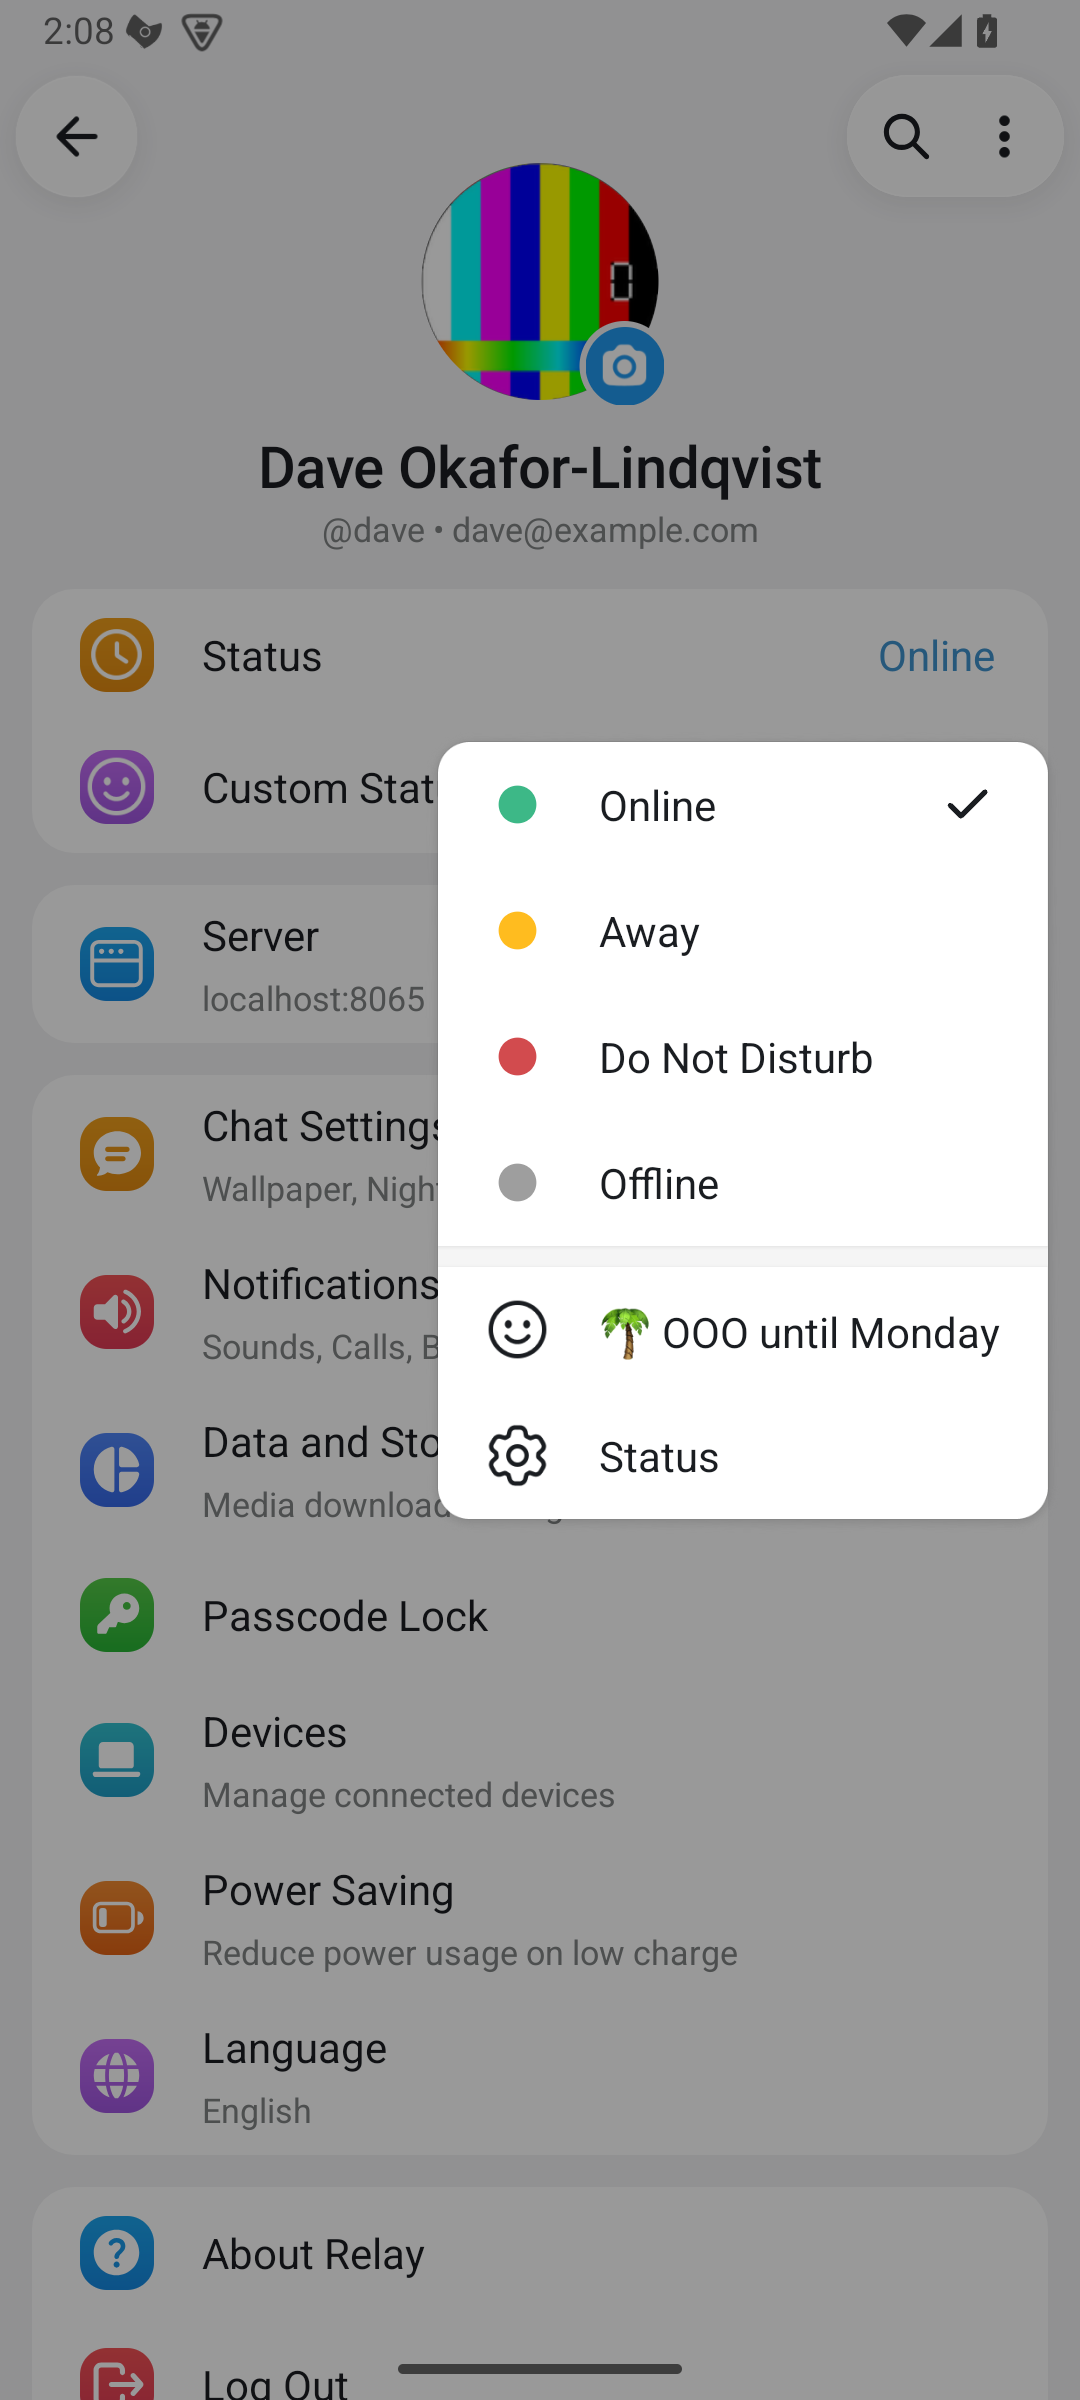 2:08
0
Dave Okafor-Lindqvist
@dave • dave@example.com
Status
Online
Custom Stat
Online
Away
Do Not Disturb
Offline
🌴 OOO until Monday
Status
Server
localhost:8065
Chat Settings
Wallpaper, Nigh
Notifications
Sounds, Calls, B
Data and Sto
Media download
Passcode Lock
Devices
Manage connected devices
Power Saving
Reduce power usage on low charge
Language
English
About Relay
Log Out